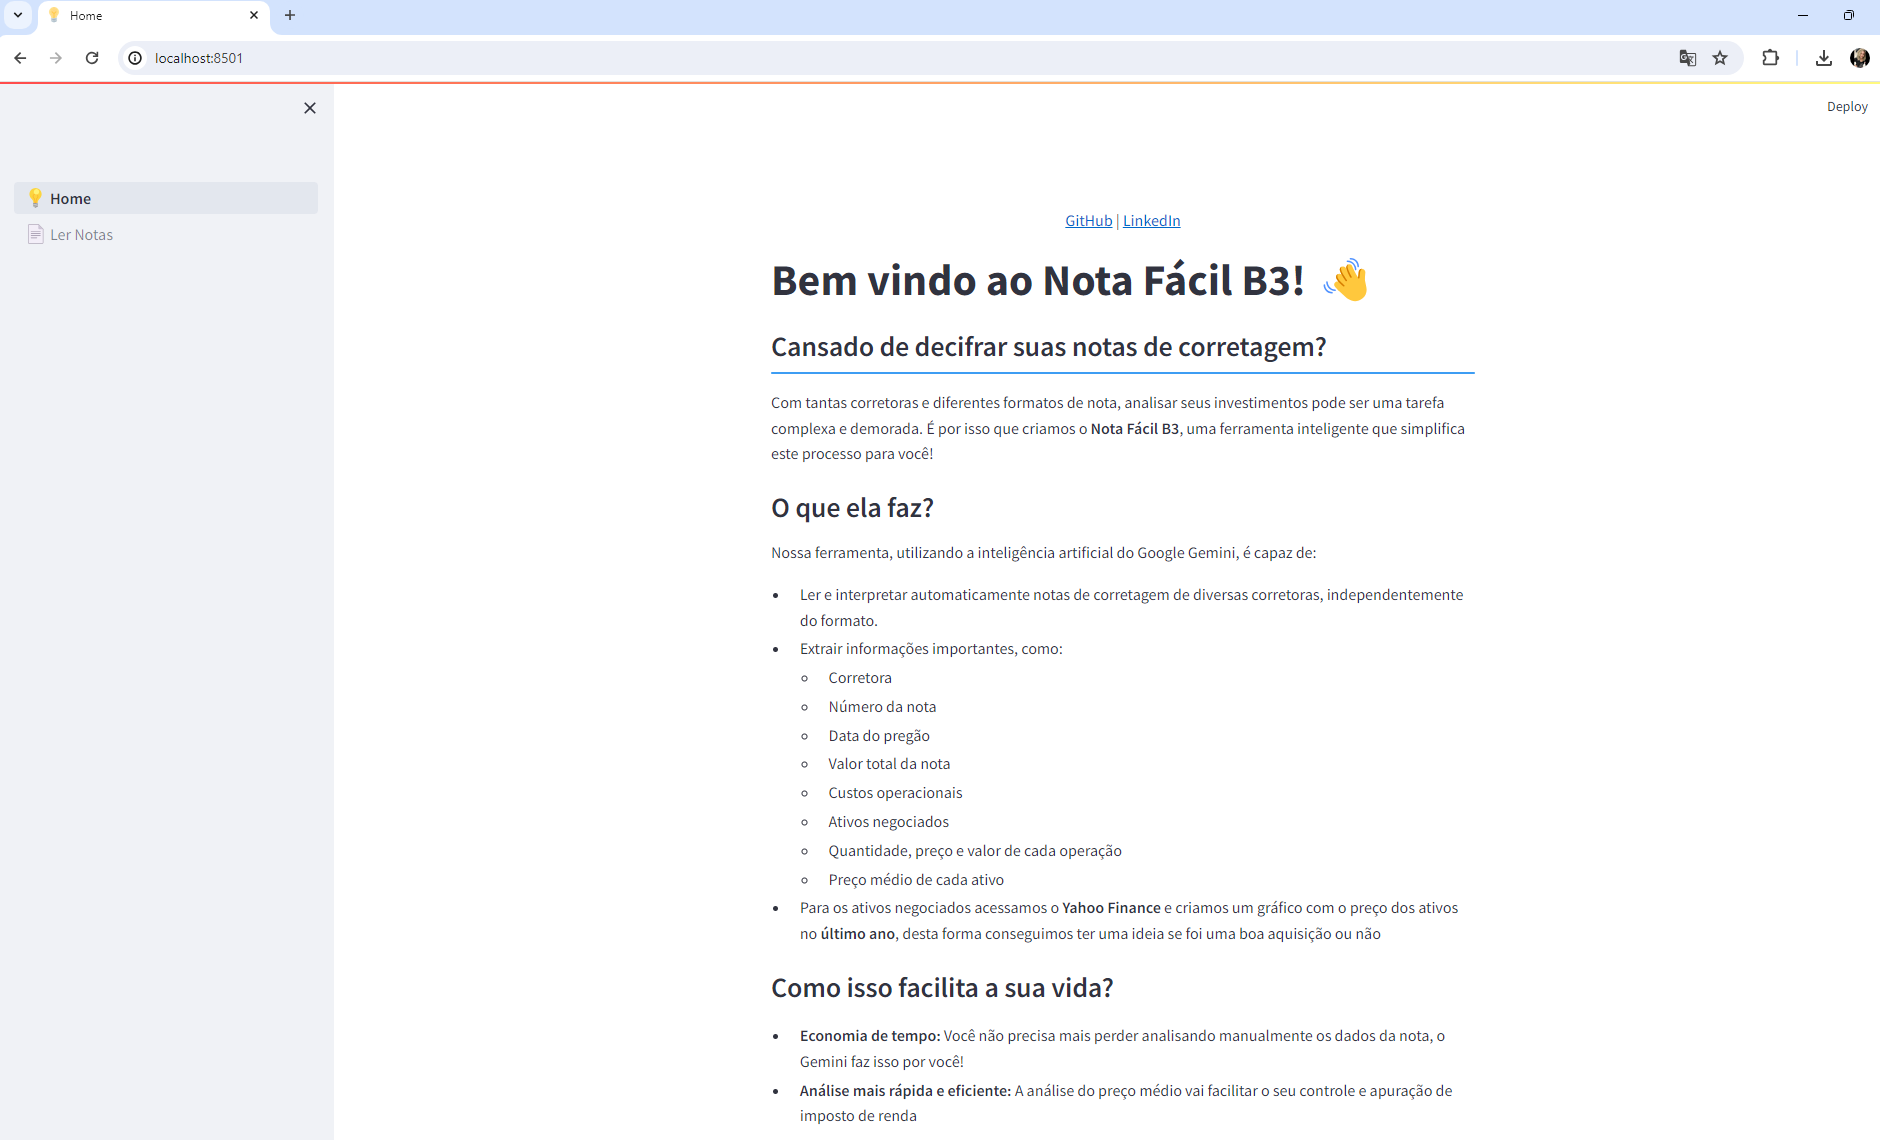 Home
localhost:8501
Deploy
Home
Ler Notas
GitHub | LinkedIn
Bem vindo ao Nota Fácil B3! 👋
Cansado de decifrar suas notas de corretagem?
Com tantas corretoras e diferentes formatos de nota, analisar seus investimentos pode ser uma tarefa
complexa e demorada. É por isso que criamos o Nota Fácil B3, uma ferramenta inteligente que simplifica
este processo para você!
O que ela faz?
Nossa ferramenta, utilizando a inteligência artificial do Google Gemini, é capaz de:
• Ler e interpretar automaticamente notas de corretagem de diversas corretoras, independentemente
do formato.
• Extrair informações importantes, como:
◦ Corretora
◦ Número da nota
◦ Data do pregão
◦ Valor total da nota
◦ Custos operacionais
◦ Ativos negociados
◦ Quantidade, preço e valor de cada operação
◦ Preço médio de cada ativo
• Para os ativos negociados acessamos o Yahoo Finance e criamos um gráfico com o preço dos ativos
no último ano, desta forma conseguimos ter uma ideia se foi uma boa aquisição ou não
Como isso facilita a sua vida?
• Economia de tempo: Você não precisa mais perder analisando manualmente os dados da nota, o
Gemini faz isso por você!
• Análise mais rápida e eficiente: A análise do preço médio vai facilitar o seu controle e apuração de
imposto de renda